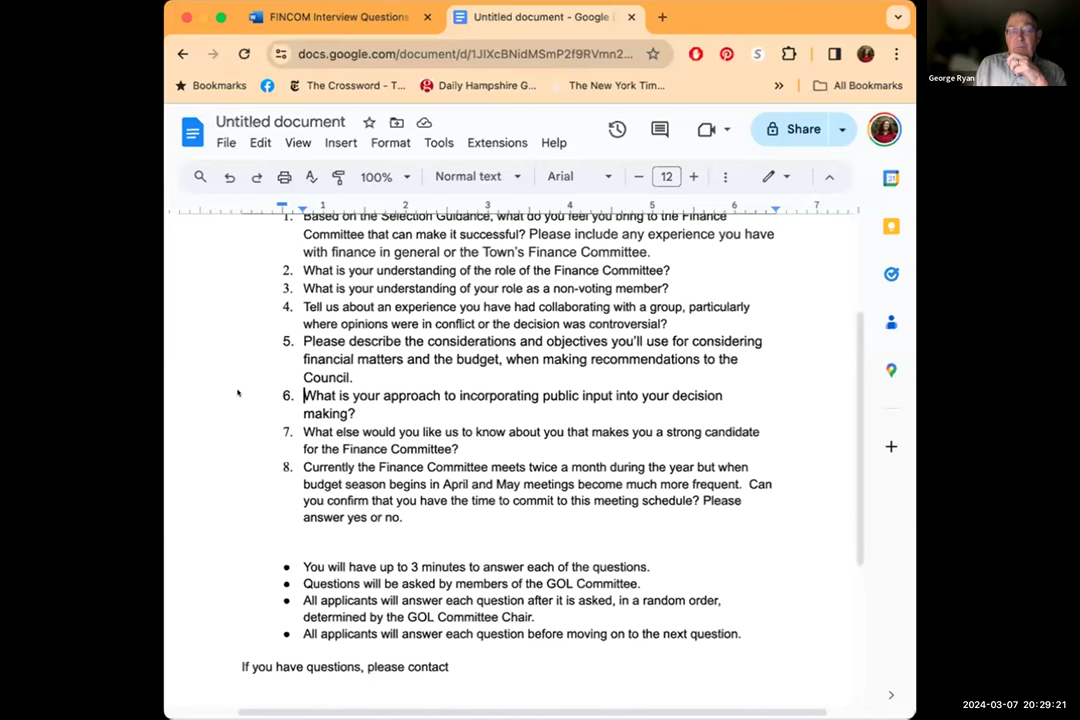 FINCOM Interview Questions
Untitled document - Google
docs.google.com/document/d/1JIXcBNidMSmP2f9RVmn2...
Bookmarks
The Crossword - T...
Daily Hampshire G...
The New York Tim...
»
All Bookmarks
George Ryan
Untitled document
File Edit View Insert Format Tools Extensions Help
Share
100% Normal text Arial − 12 +
1 2 3 4 5 6 7
1. Based on the Selection Guidance, what do you feel you bring to the Finance
Committee that can make it successful? Please include any experience you have
with finance in general or the Town's Finance Committee.
2. What is your understanding of the role of the Finance Committee?
3. What is your understanding of your role as a non-voting member?
4. Tell us about an experience you have had collaborating with a group, particularly
where opinions were in conflict or the decision was controversial?
5. Please describe the considerations and objectives you'll use for considering
financial matters and the budget, when making recommendations to the
Council.
6. What is your approach to incorporating public input into your decision
making?
7. What else would you like us to know about you that makes you a strong candidate
for the Finance Committee?
8. Currently the Finance Committee meets twice a month during the year but when
budget season begins in April and May meetings become much more frequent. Can
you confirm that you have the time to commit to this meeting schedule? Please
answer yes or no.
● You will have up to 3 minutes to answer each of the questions.
● Questions will be asked by members of the GOL Committee.
● All applicants will answer each question after it is asked, in a random order,
determined by the GOL Committee Chair.
● All applicants will answer each question before moving on to the next question.
If you have questions, please contact
2024-03-07 20:29:21